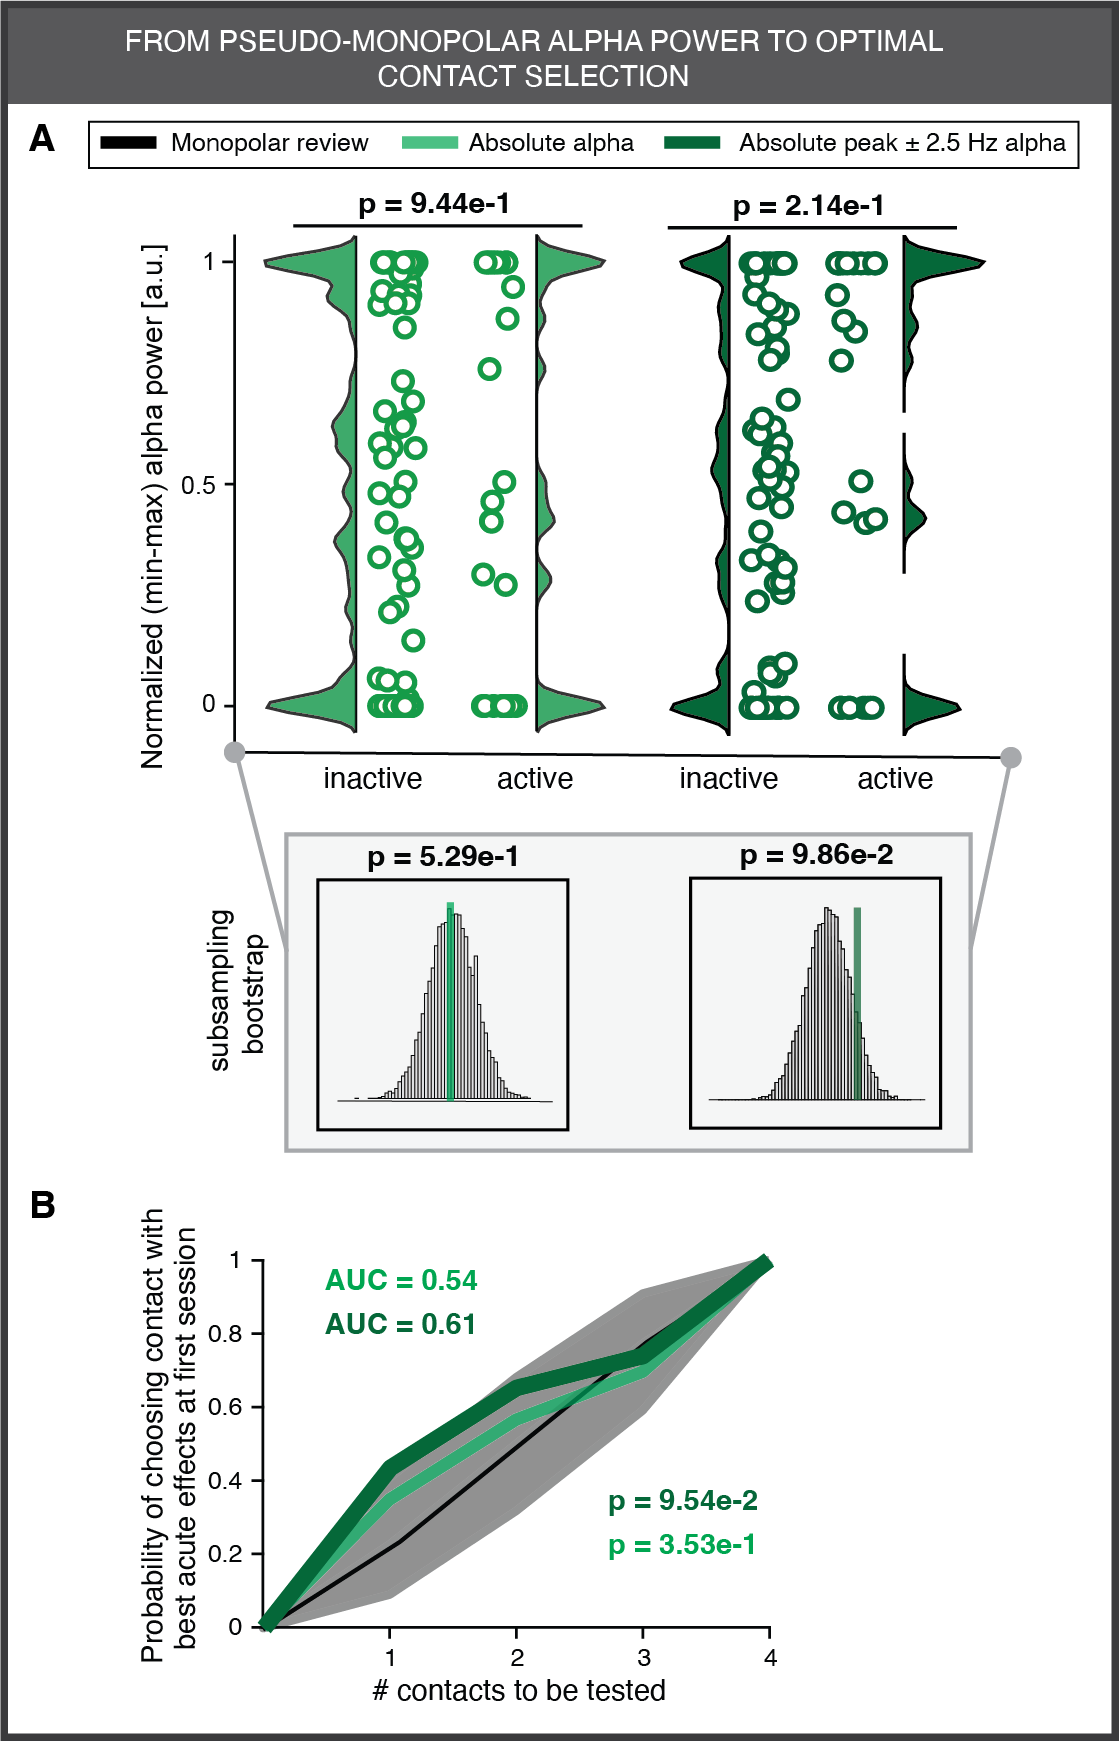 FROM PSEUDO-MONOPOLAR ALPHA POWER TO OPTIMAL
CONTACT SELECTION
A
Monopolar review
Absolute alpha
Absolute peak ± 2.5 Hz alpha
p = 9.44e-1
p = 2.14e-1
Normalized (min-max) alpha power [a.u.]
1
0.5
0
inactive
active
inactive
active
subsampling
bootstrap
p = 5.29e-1
p = 9.86e-2
B
Probability of choosing contact with
best acute effects at first session
1
0.8
0.6
0.4
0.2
0
AUC = 0.54
AUC = 0.61
p = 9.54e-2
p = 3.53e-1
1
2
3
4
# contacts to be tested